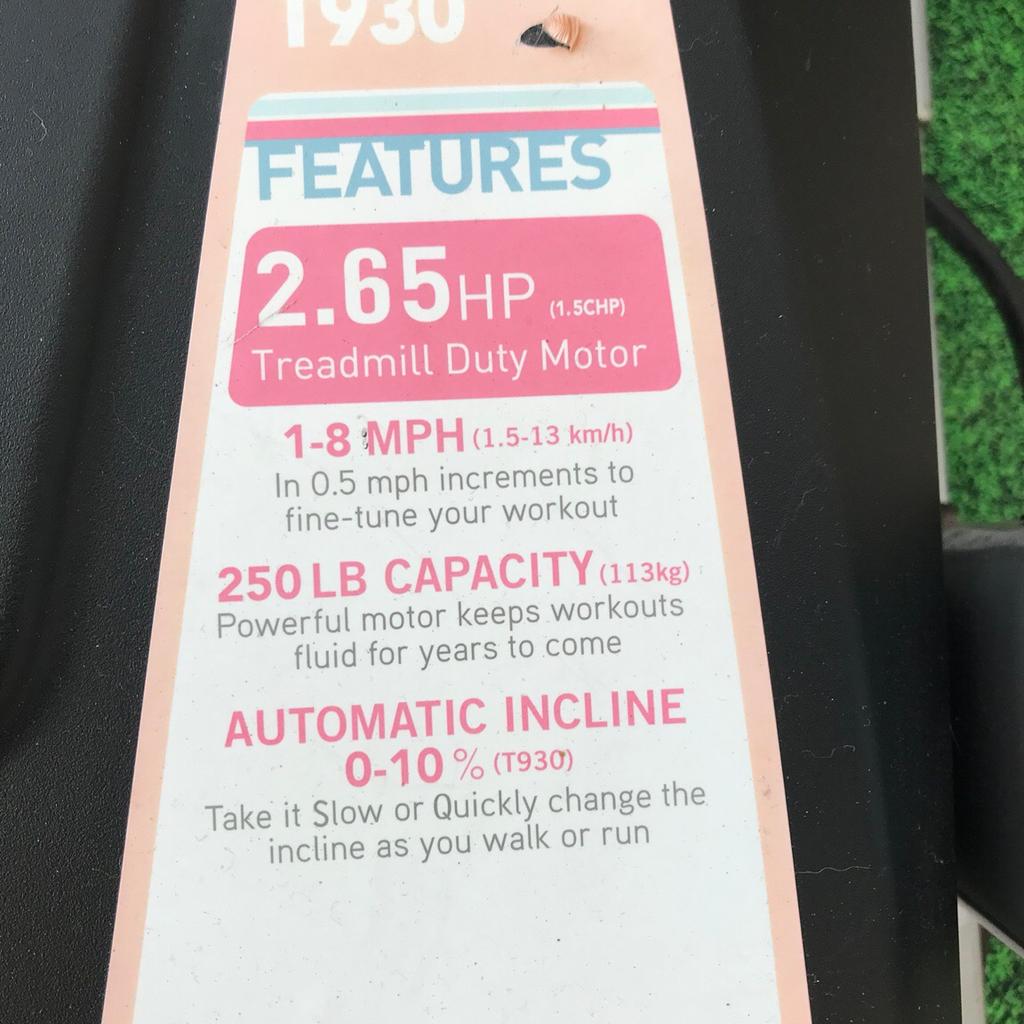 T930
FEATURES
2.65HP (1.5CHP)
Treadmill Duty Motor
1-8 MPH (1.5-13 km/h)
In 0.5 mph increments to
fine-tune your workout
250 LB CAPACITY (113kg)
Powerful motor keeps workouts
fluid for years to come
AUTOMATIC INCLINE
0-10 % (T930)
Take it Slow or Quickly change the
incline as you walk or run